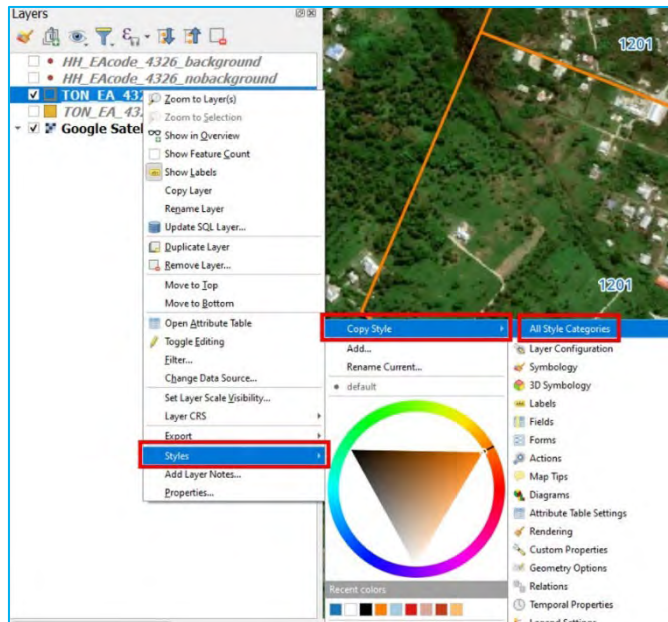 Layers
HH_EAcode_4326_background
HH_EAcode_4326_nobackground
TON_EA_432
TON_EA_43.
Google Satel
Zoom to Layer(s)
Zoom to Selection
Show in Overview
Show Feature Count
Show Labels
Copy Layer
Rename Layer
Update SQL Layer...
Duplicate Layer
Remove Layer...
Move to Top
Move to Bottom
Open Attribute Table
Toggle Editing
Filter...
Change Data Source...
Set Layer Scale Visibility...
Layer CRS
Export
Styles
Add Layer Notes...
Properties...
1201
1201
Copy Style
Add...
Rename Current...
default
Recent colors
All Style Categories
Layer Configuration
Symbology
3D Symbology
Labels
Fields
Forms
Actions
Map Tips
Diagrams
Attribute Table Settings
Rendering
Custom Properties
Geometry Options
Relations
Temporal Properties
Legend Settings